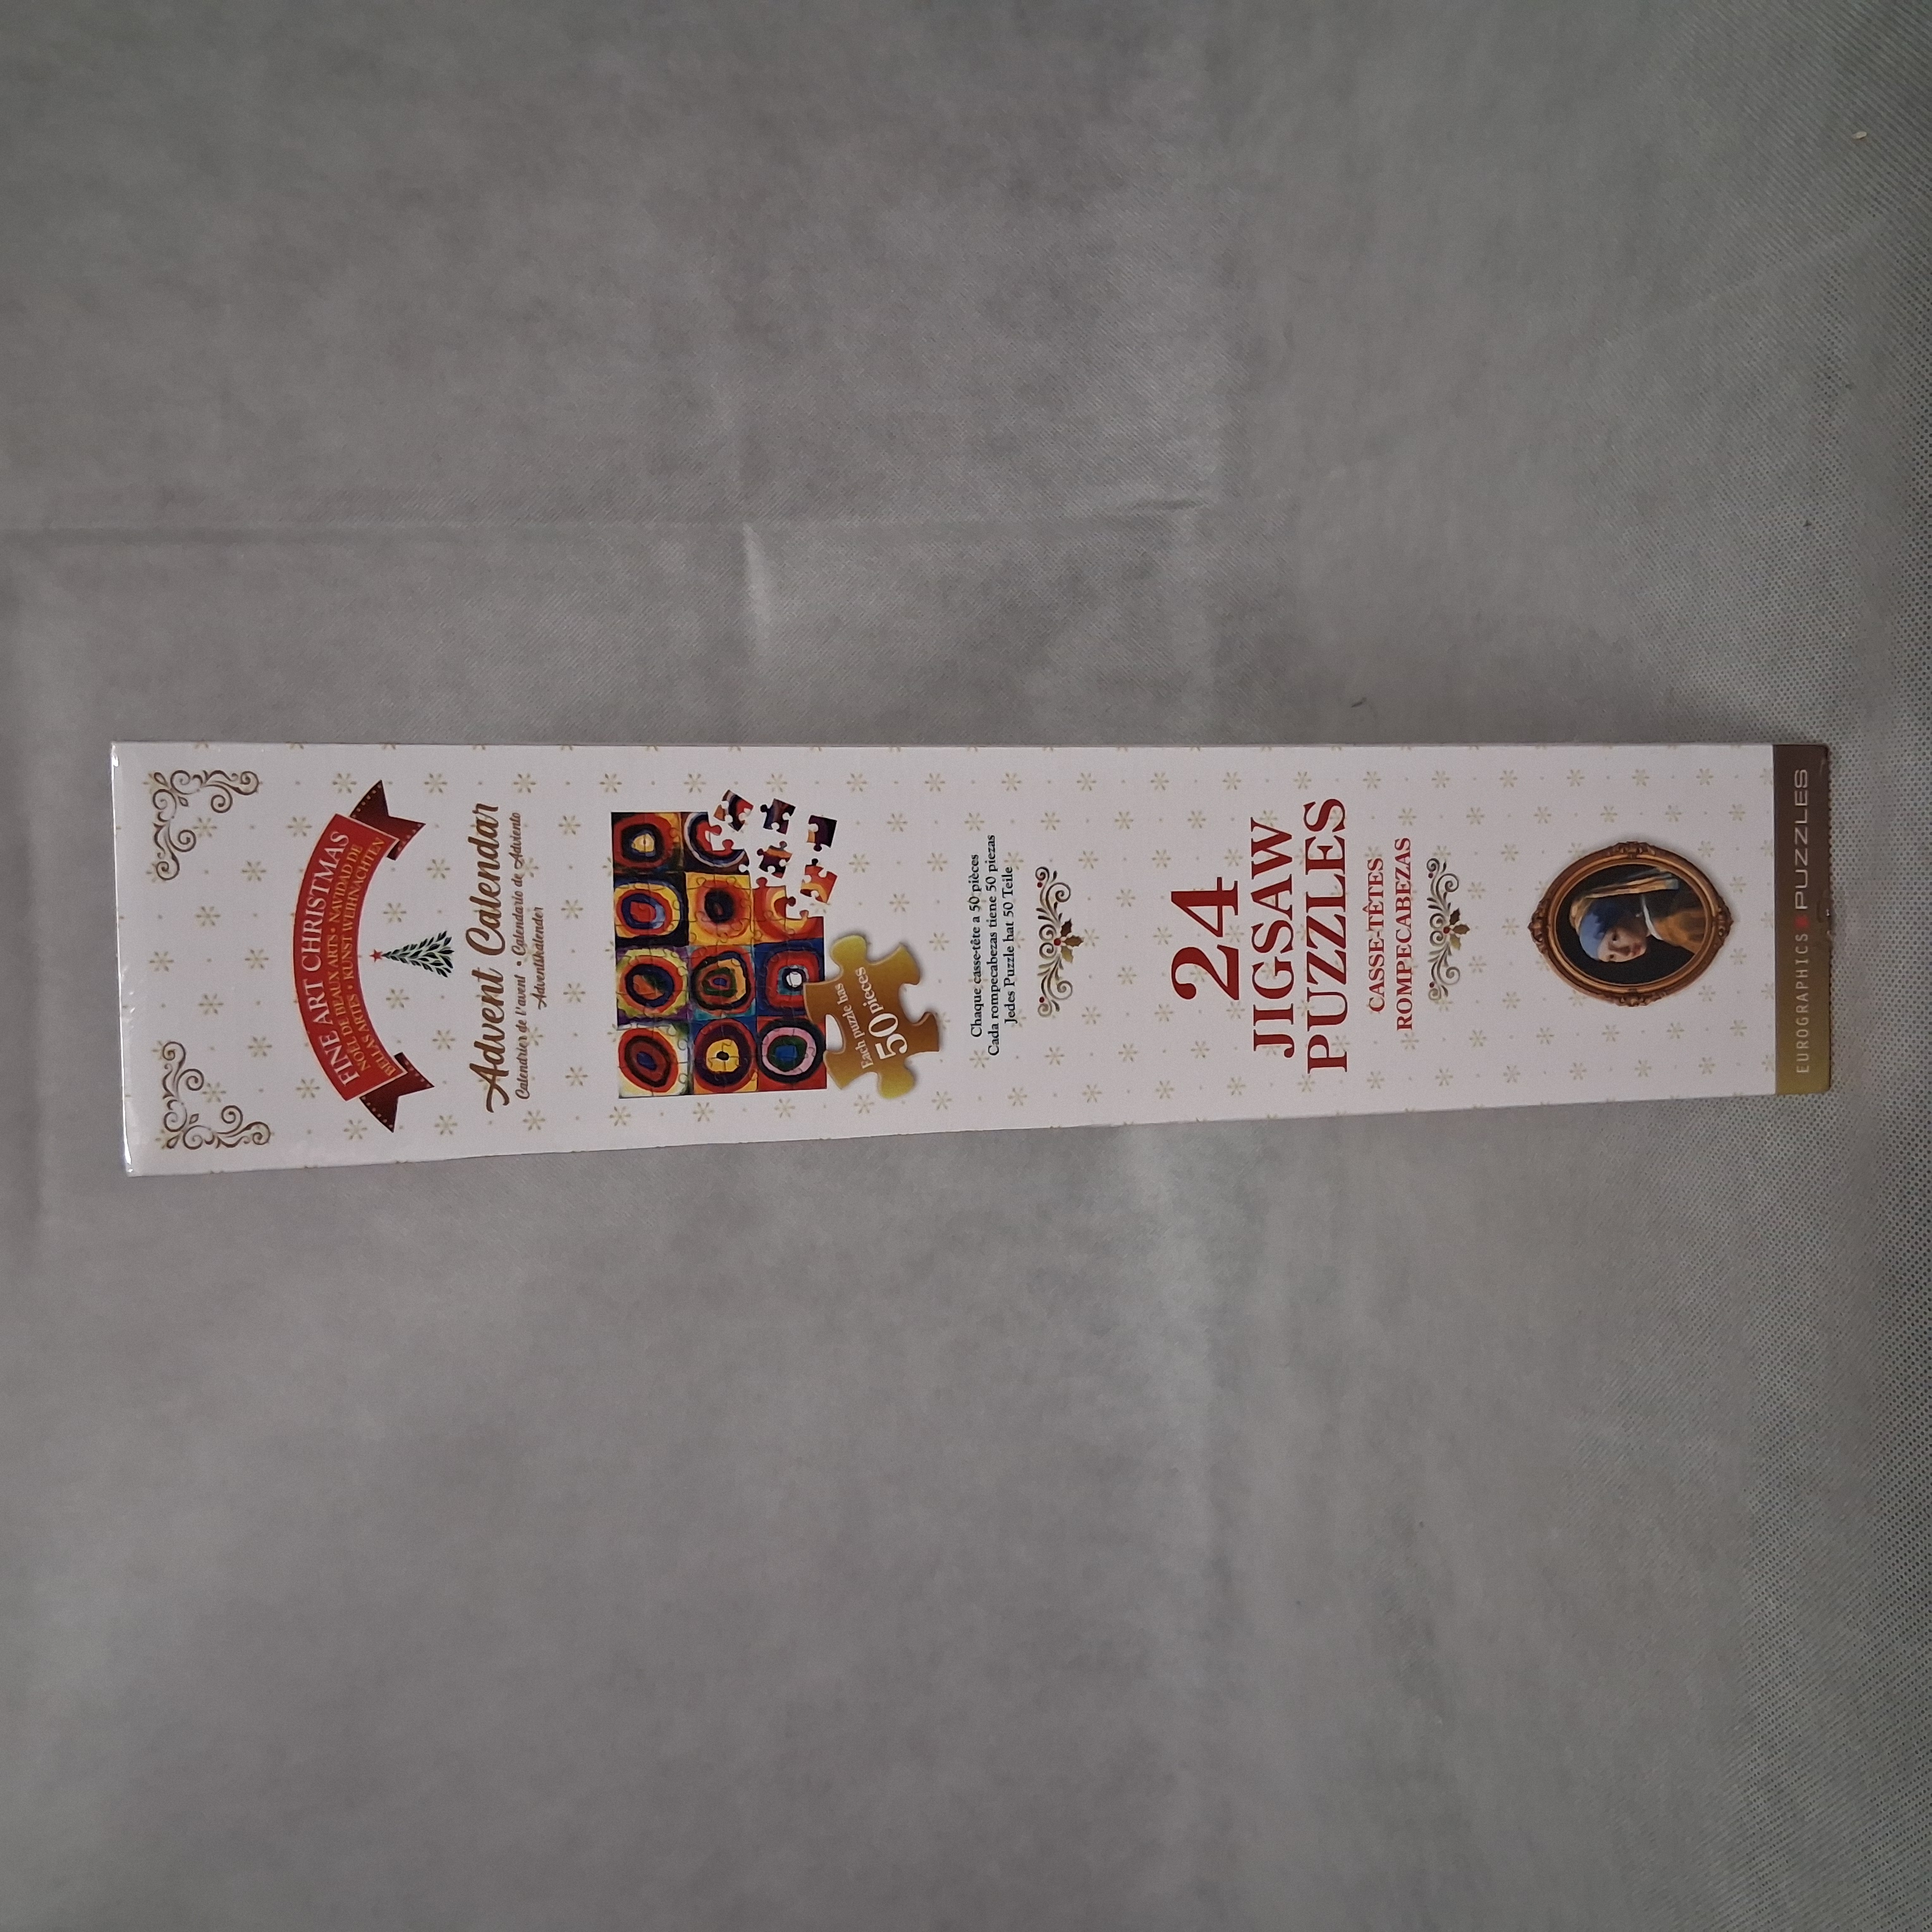 FINE ART CHRISTMAS
NOËL DE BEAUX ARTS • NAVIDAD DE
BELLAS ARTES • KUNST WEIHNACHTEN
Advent Calendar
Calendrier de l'avent • Calendario de Adviento
Adventkalender
Each puzzle has
50 pieces
Chaque casse-tête a 50 pièces
Cada rompecabezas tiene 50 piezas
Jedes Puzzle hat 50 Teile
24
JIGSAW
PUZZLES
CASSE-TÊTES
ROMPECABEZAS
EUROGRAPHICS PUZZLES